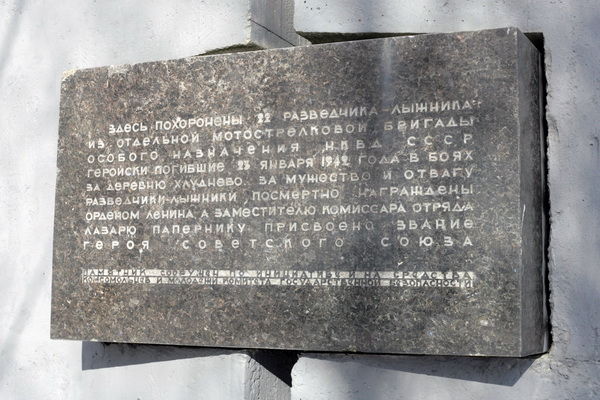 ЗДЕСЬ ПОХОРОНЕНЫ 22 РАЗВЕДЧИКА-ЛЫЖНИКА
ИЗ ОТДЕЛЬНОЙ МОТОСТРЕЛКОВОЙ БРИГАДЫ
ОСОБОГО НАЗНАЧЕНИЯ НКВД СССР
ГЕРОЙСКИ ПОГИБШИЕ 23 ЯНВАРЯ 1942 ГОДА В БОЯХ
ЗА ДЕРЕВНЮ ХЛУДНЕВО. ЗА МУЖЕСТВО И ОТВАГУ
РАЗВЕДЧИКИ-ЛЫЖНИКИ ПОСМЕРТНО НАГРАЖДЕНЫ
ОРДЕНОМ ЛЕНИНА, А ЗАМЕСТИТЕЛЮ КОМИССАРА ОТРЯДА
ЛАЗАРЮ ПАПЕРНИКУ ПРИСВОЕНО ЗВАНИЕ
ГЕРОЯ СОВЕТСКОГО СОЮЗА
ПАМЯТНИК СООРУЖЕН ПО ИНИЦИАТИВЕ И НА СРЕДСТВА
КОМСОМОЛЬЦЕВ И МОЛОДЕЖИ КОМИТЕТА ГОСУДАРСТВЕННОЙ БЕЗОПАСНОСТИ